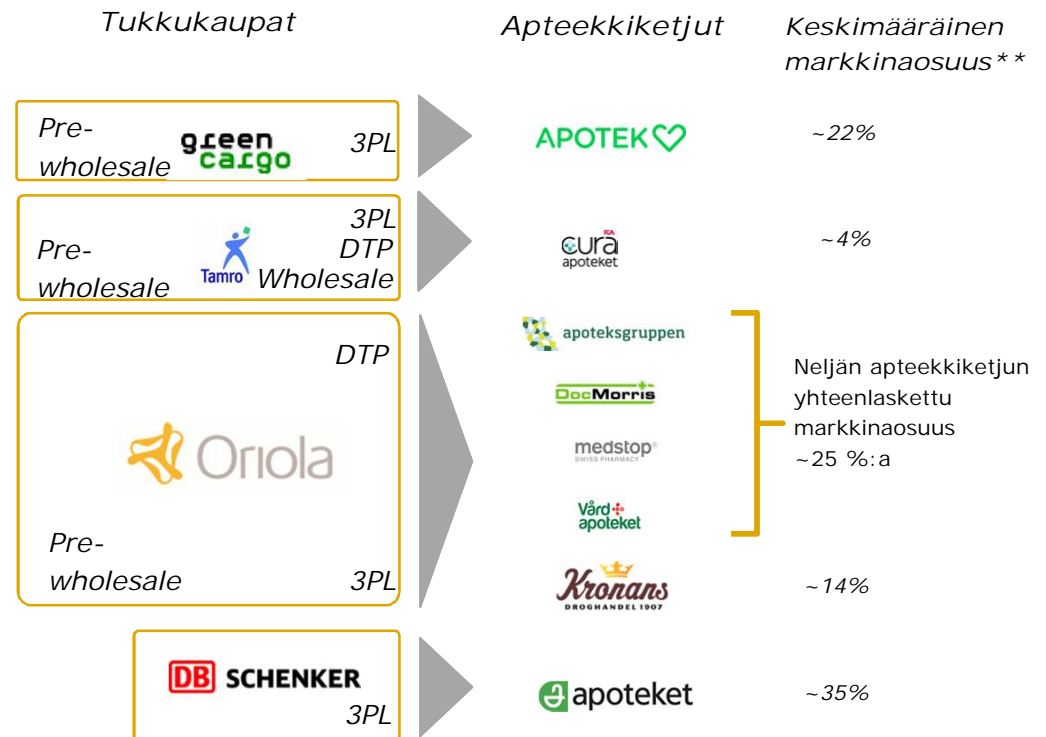 Tukkukaupat
Apteekkiketjut
Keskimääräinen
markkinaosuus**
Pre-
wholesale
green
cargo
3PL
APOTEK
~22%
Pre-
wholesale
Tamro
3PL
DTP
Wholesale
ICA
cura
apoteket
~4%
DTP
Oriola
Pre-
wholesale
3PL
apoteksgruppen
DocMorris
medstop®
SWISS PHARMACY
Vård
apoteket
Neljän apteekkiketjun
yhteenlaskettu
markkinaosuus
~25 %:a
Kronans
DROGHANDEL 1907
~14%
DB SCHENKER
3PL
apoteket
~35%